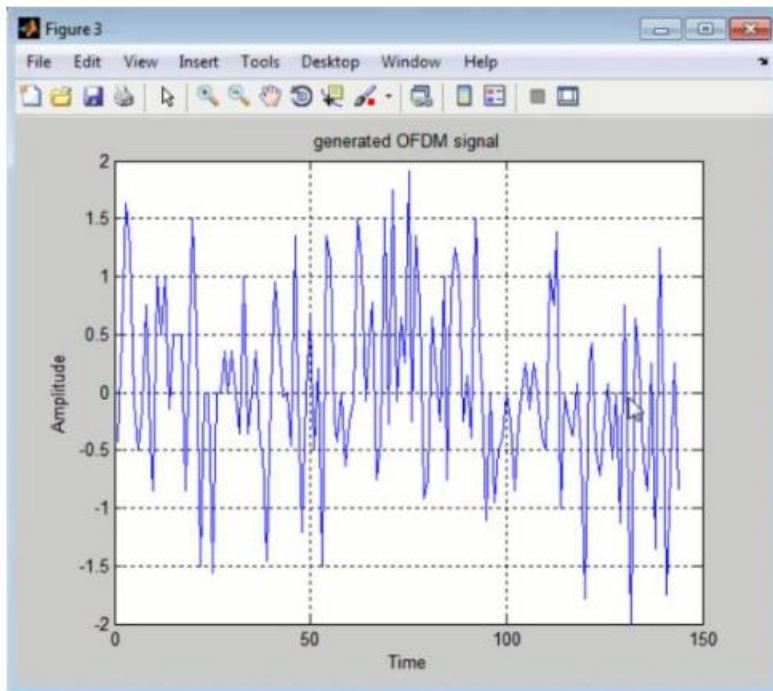 Figure 3
File Edit View Insert Tools Desktop Window Help
generated OFDM signal
2
1.5
1
0.5
0
-0.5
-1
-1.5
-2
Amplitude
0 50 100 150
Time